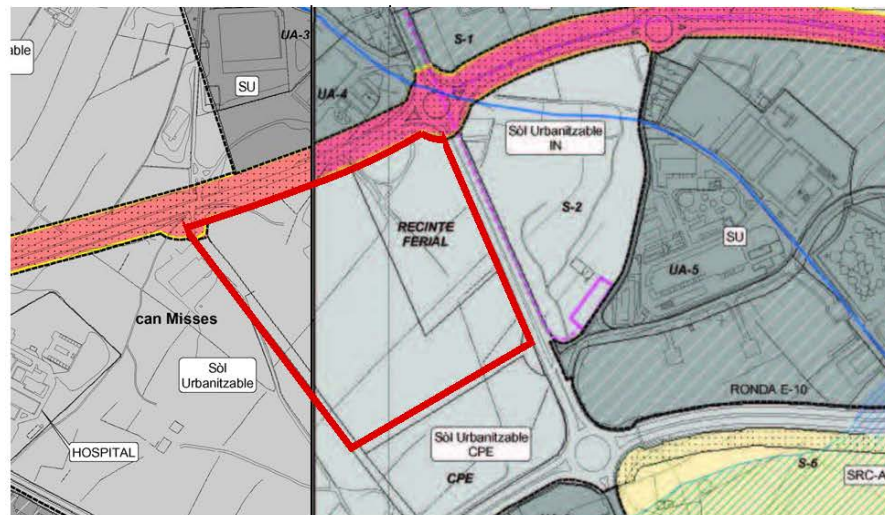 able
UA-3
SU
UA-4
S-1
Sòl Urbanitzable
IN
RECINTE
FERIAL
S-2
SU
UA-5
can Misses
Sòl
Urbanitzable
RONDA E-10
HOSPITAL
Sòl Urbanitzable
CPE
CPE
S-6
SRC-A